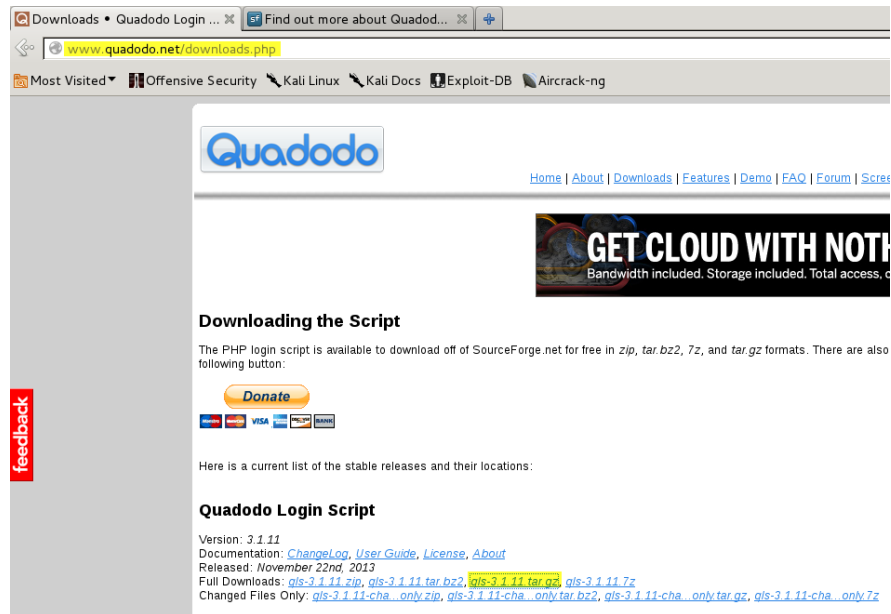 Downloads • Quadodo Login ...
Find out more about Quadod...
www.quadodo.net/downloads.php
Most Visited
Offensive Security
Kali Linux
Kali Docs
Exploit-DB
Aircrack-ng
Quadodo
Home | About | Downloads | Features | Demo | FAQ | Forum | Scree
GET CLOUD WITH NOTH
Bandwidth included. Storage included. Total access, c
Downloading the Script
The PHP login script is available to download off of SourceForge.net for free in zip, tar.bz2, 7z, and tar.gz formats. There are also
following button:
Donate
VISA
BANK
feedback
Here is a current list of the stable releases and their locations:
Quadodo Login Script
Version: 3.1.11
Documentation: ChangeLog, User Guide, License, About
Released: November 22nd, 2013
Full Downloads: qls-3.1.11.zip, qls-3.1.11.tar.bz2, qls-3.1.11.tar.gz, qls-3.1.11.7z
Changed Files Only: qls-3.1.11-cha...only.zip, qls-3.1.11-cha...only.tar.bz2, qls-3.1.11-cha...only.tar.gz, qls-3.1.11-cha...only.7z